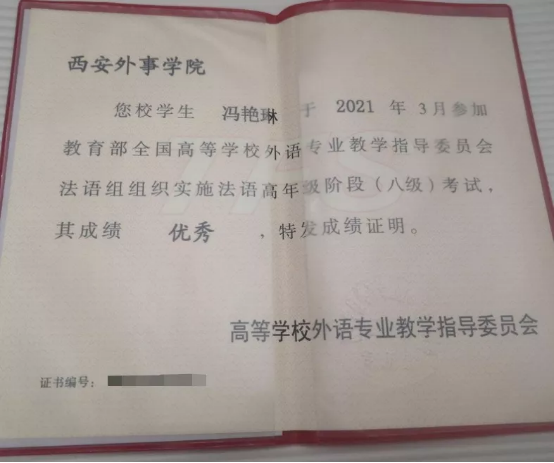 西安外事学院
您校学生 冯艳琳 于 2021 年 3月参加
教育部全国高等学校外语专业教学指导委员会
法语组组织实施法语高年级阶段（八级）考试，
其成绩 优秀 ，特发成绩证明。
高等学校外语专业教学指导委员会
证书编号：